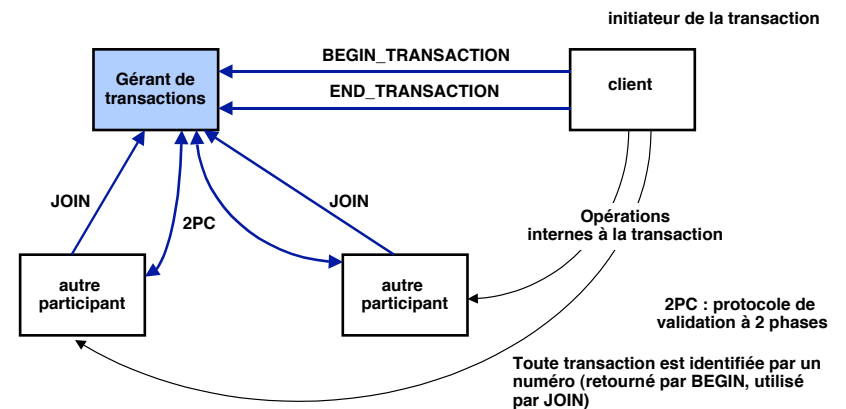 initiateur de la transaction
BEGIN_TRANSACTION
Gérant de
transactions
client
END_TRANSACTION
JOIN
JOIN
2PC
Opérations
internes à la transaction
autre
participant
autre
participant
2PC : protocole de
validation à 2 phases
Toute transaction est identifiée par un
numéro (retourné par BEGIN, utilisé
par JOIN)